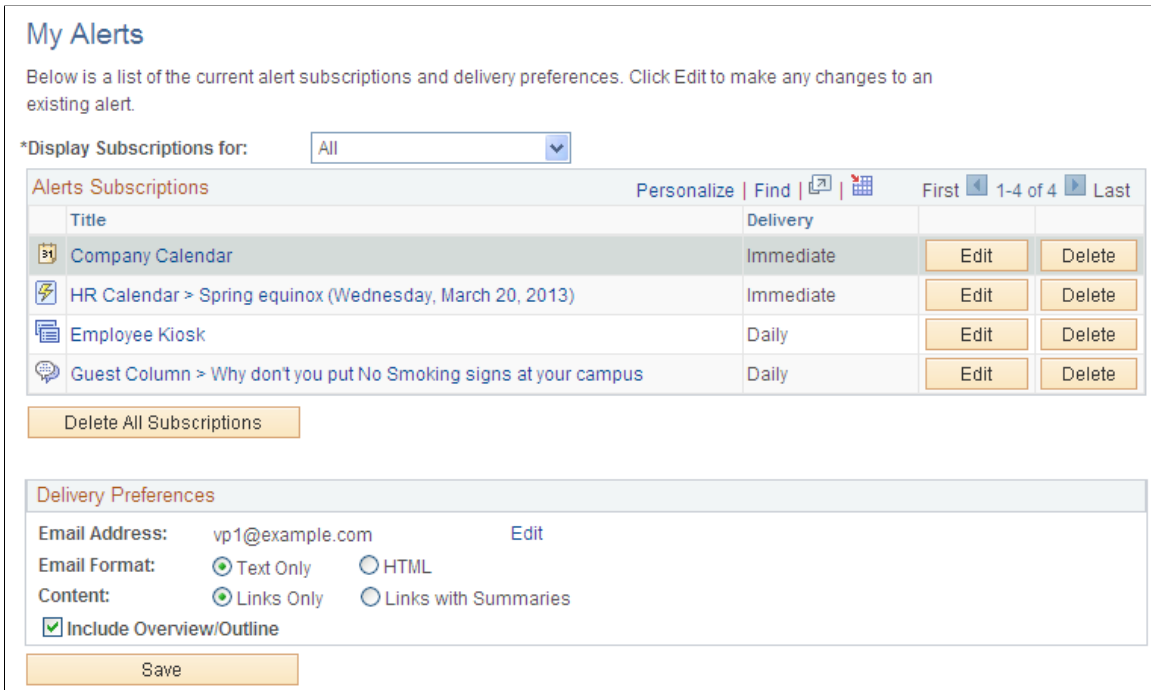 My Alerts
Below is a list of the current alert subscriptions and delivery preferences. Click Edit to make any changes to an
existing alert.
*Display Subscriptions for: All
Alerts Subscriptions Personalize | Find | | First 1-4 of 4 Last
Title Delivery
31 Company Calendar Immediate Edit Delete
HR Calendar > Spring equinox (Wednesday, March 20, 2013) Immediate Edit Delete
Employee Kiosk Daily Edit Delete
Guest Column > Why don't you put No Smoking signs at your campus Daily Edit Delete
Delete All Subscriptions
Delivery Preferences
Email Address: vp1@example.com Edit
Email Format: Text Only HTML
Content: Links Only Links with Summaries
Include Overview/Outline
Save